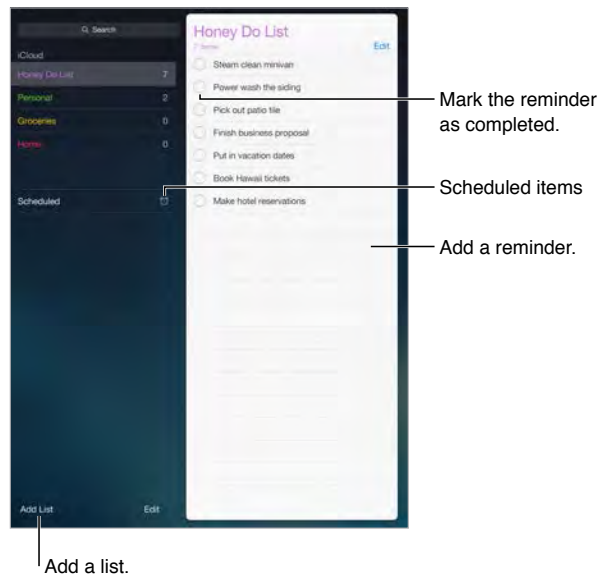 Search
iCloud
Honey Do List 7
Personal 2
Groceries 0
Home 0
Scheduled
Add List Edit
Honey Do List
7 items
Edit
Steam clean minivan
Power wash the siding
Pick out patio tile
Finish business proposal
Put in vacation dates
Book Hawaii tickets
Make hotel reservations
Mark the reminder
as completed.
Scheduled items
Add a reminder.
Add a list.